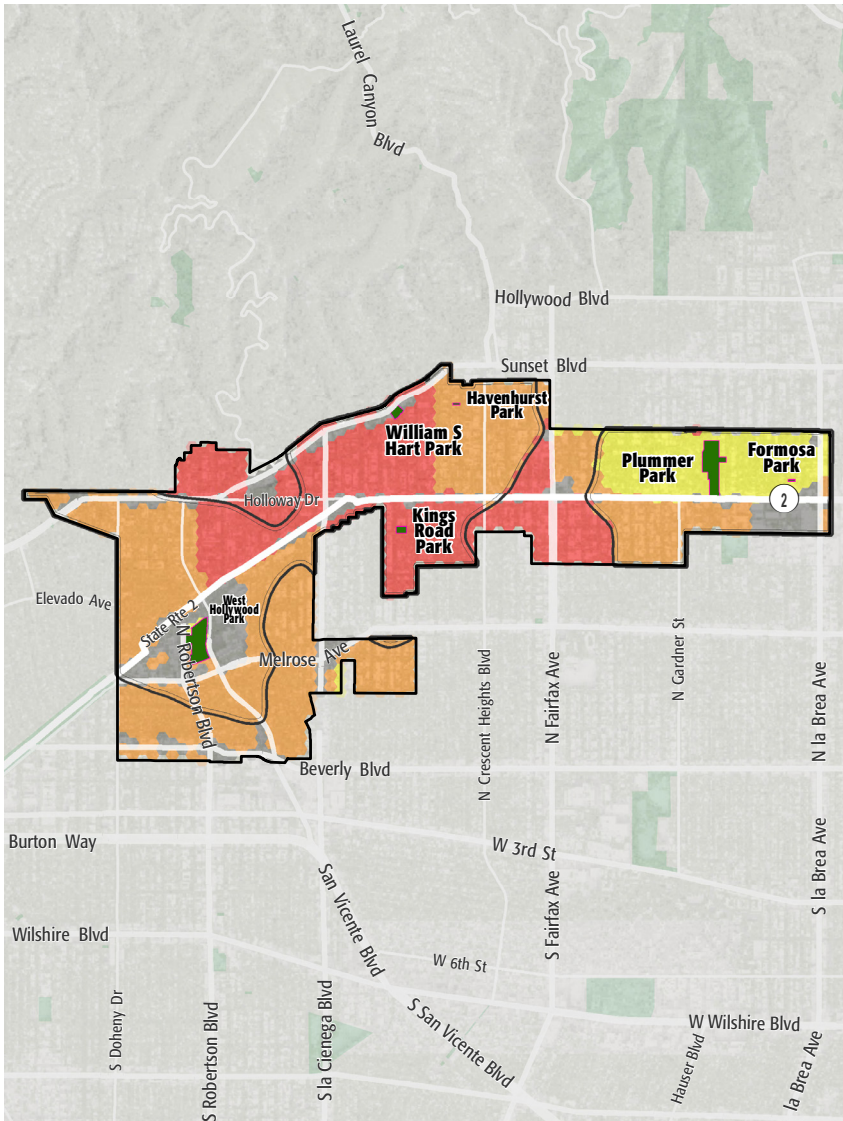 Laurel Canyon Blvd
Hollywood Blvd
Sunset Blvd
Havenhurst
Park
William S
Hart Park
Plummer
Park
Formosa
Park
2
Holloway Dr
Kings
Road
Park
Elevado Ave
State Rte 2
West
Hollywood
Park
N Robertson Blvd
Melrose Ave
N Crescent Heights Blvd
N Fairfax Ave
N Gardner St
N la Brea Ave
Beverly Blvd
Burton Way
W 3rd St
San Vicente Blvd
S Fairfax Ave
S la Brea Ave
Wilshire Blvd
W 6th St
S Doheny Dr
S Robertson Blvd
S la Cienega Blvd
S San Vicente Blvd
W Wilshire Blvd
Hauser Blvd
la Brea Ave